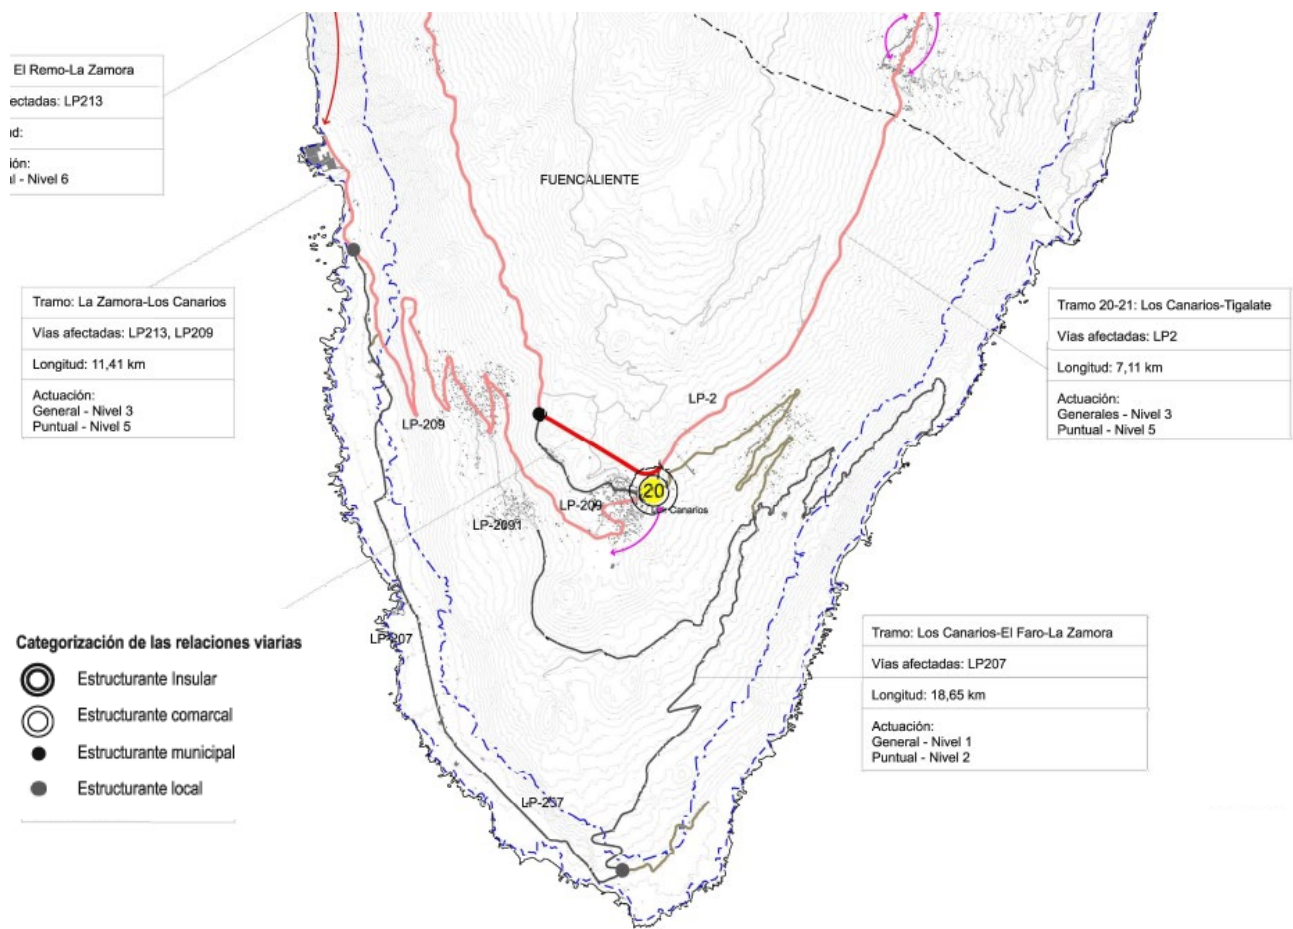 El Remo-La Zamora
ectadas: LP213
d:
ión:
l - Nivel 6
FUENCALIENTE
Tramo: La Zamora-Los Canarios
Vías afectadas: LP213, LP209
Longitud: 11,41 km
Actuación:
General - Nivel 3
Puntual - Nivel 5
Tramo 20-21: Los Canarios-Tigalate
Vías afectadas: LP2
Longitud: 7,11 km
Actuación:
Generales - Nivel 3
Puntual - Nivel 5
LP-2
LP-209
20
LP-209
Los Canarios
LP-2091
LP-207
Tramo: Los Canarios-El Faro-La Zamora
Vías afectadas: LP207
Longitud: 18,65 km
Actuación:
General - Nivel 1
Puntual - Nivel 2
Categorización de las relaciones viarias
Estructurante Insular
Estructurante comarcal
Estructurante municipal
Estructurante local
LP-207